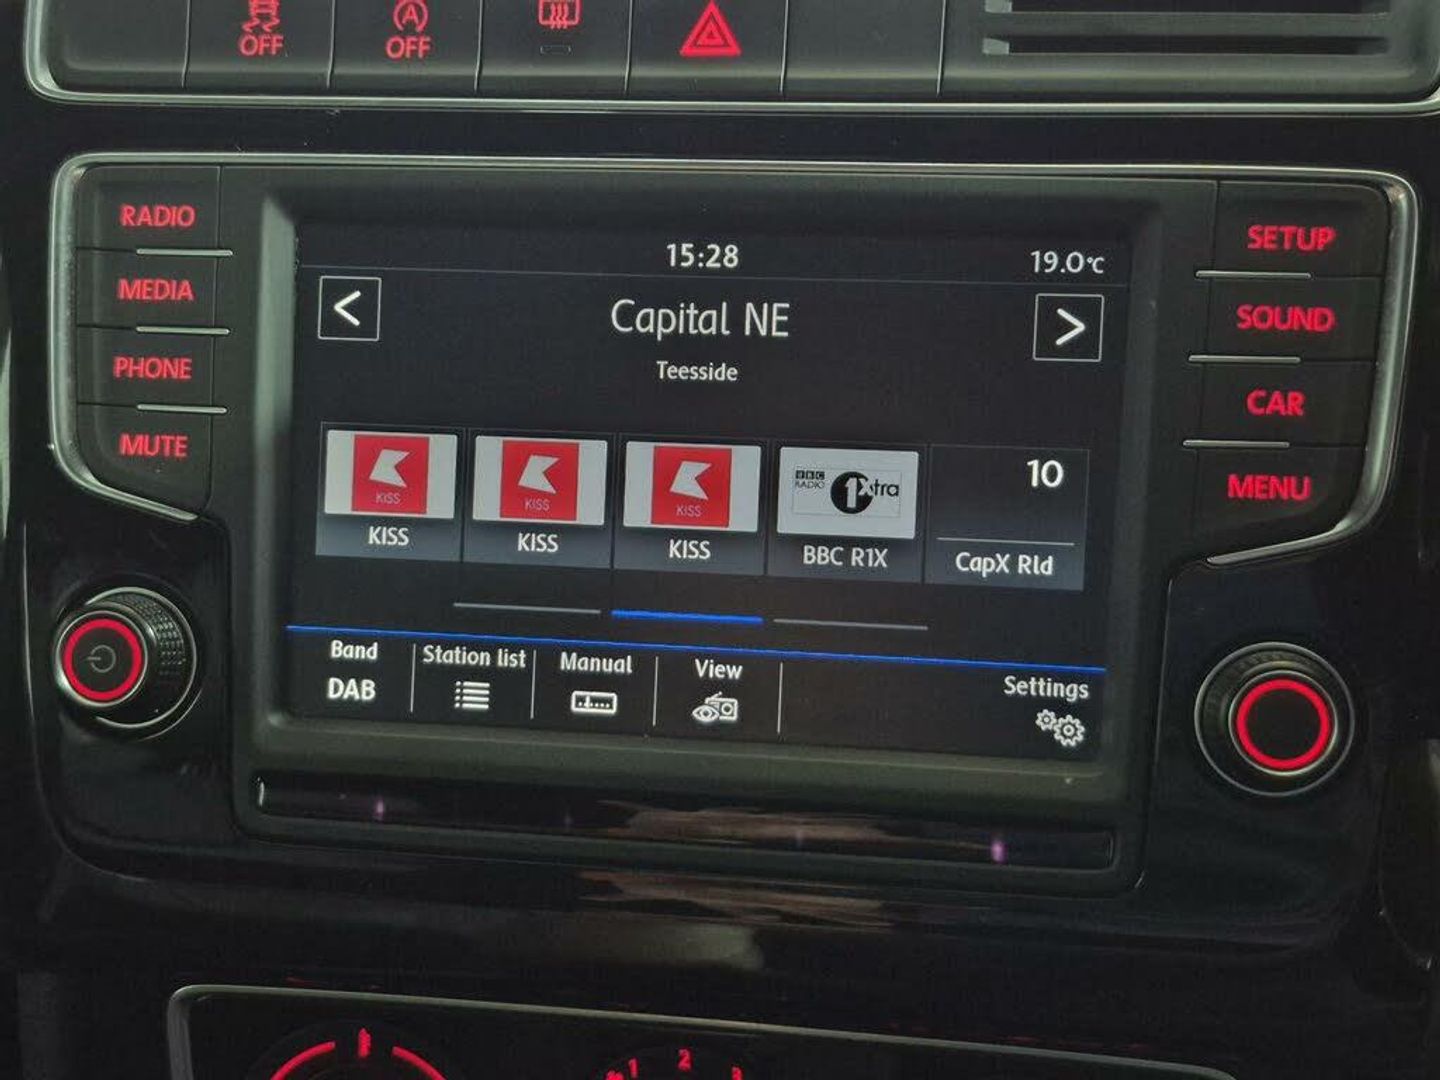 OFF
A
OFF
RADIO
MEDIA
PHONE
MUTE
15:28
19.0°C
<
Capital NE
>
Teesside
KISS
KISS
KISS
BBC
RADIO
1Xtra
10
KISS
KISS
KISS
BBC R1X
CapX Rld
Band
DAB
Station list
Manual
View
Settings
SETUP
SOUND
CAR
MENU
1
2
3